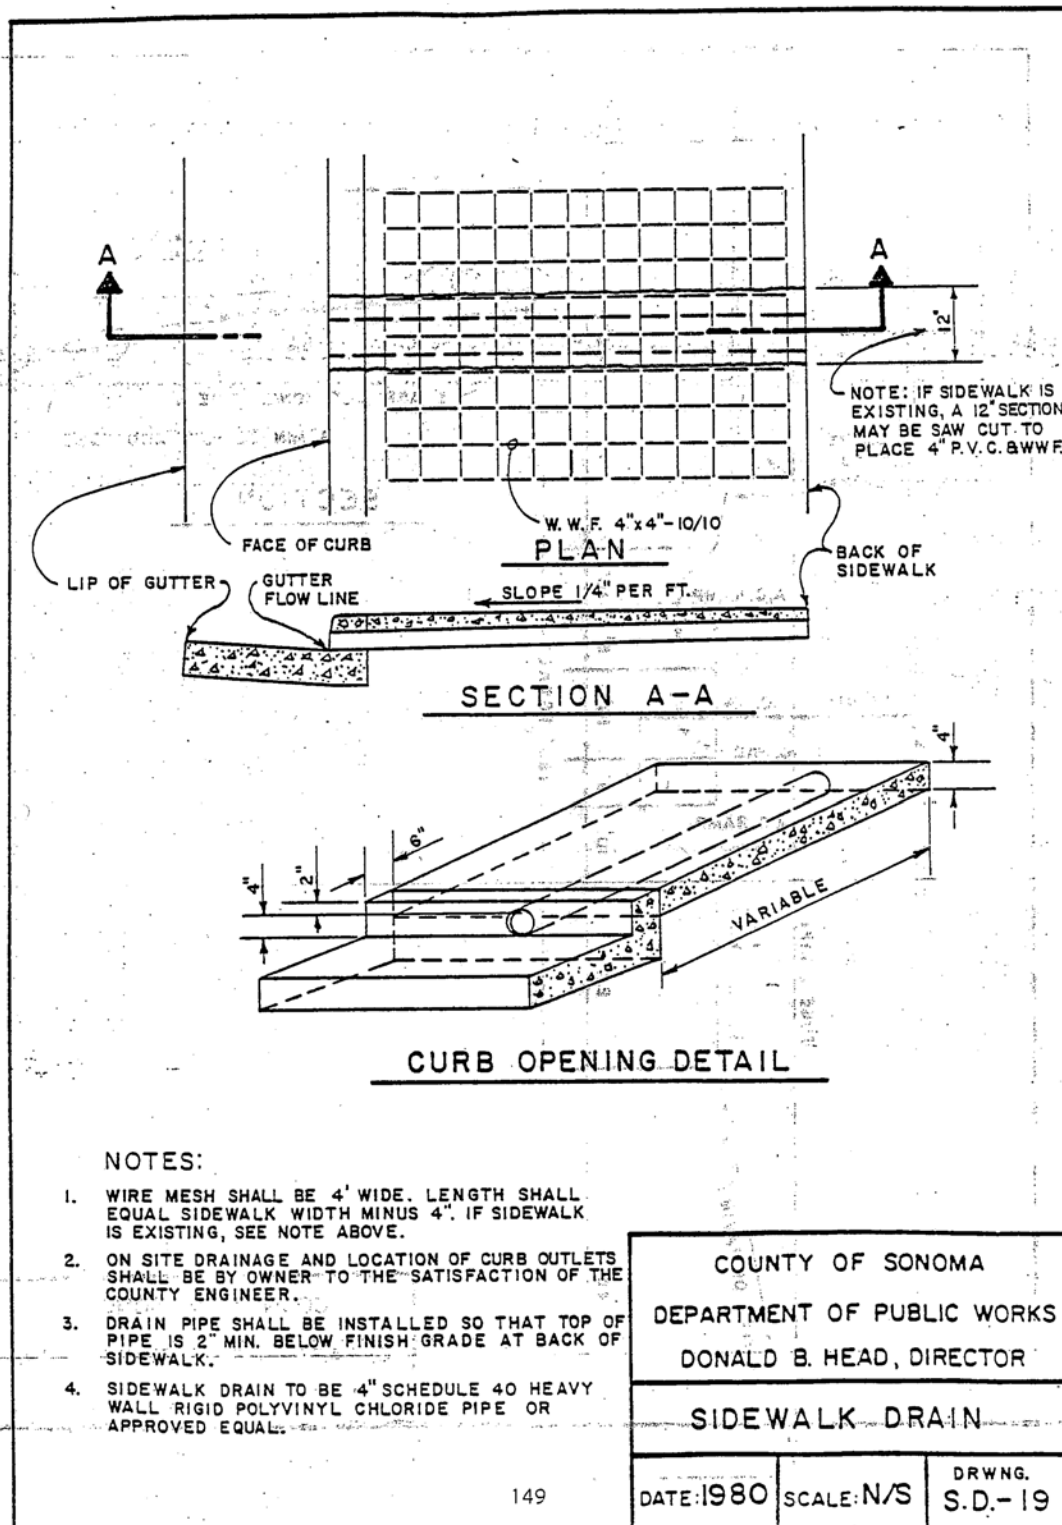 A
A
12"
NOTE: IF SIDEWALK IS
EXISTING, A 12" SECTION
MAY BE SAW CUT TO
PLACE 4" P.V.C. & WWF.
W. W. F. 4"x 4"-10/10
FACE OF CURB
PLAN
BACK OF
SIDEWALK
LIP OF GUTTER
GUTTER
FLOW LINE
SLOPE 1/4" PER FT.
SECTION A-A
4"
6"
2"
4"
VARIABLE
CURB OPENING DETAIL
NOTES:
1. WIRE MESH SHALL BE 4' WIDE. LENGTH SHALL
EQUAL SIDEWALK WIDTH MINUS 4". IF SIDEWALK
IS EXISTING, SEE NOTE ABOVE.
2. ON SITE DRAINAGE AND LOCATION OF CURB OUTLETS
SHALL BE BY OWNER TO THE SATISFACTION OF THE
COUNTY ENGINEER.
3. DRAIN PIPE SHALL BE INSTALLED SO THAT TOP OF
PIPE IS 2" MIN. BELOW FINISH GRADE AT BACK OF
SIDEWALK.
4. SIDEWALK DRAIN TO BE 4" SCHEDULE 40 HEAVY
WALL RIGID POLYVINYL CHLORIDE PIPE OR
APPROVED EQUAL.
COUNTY OF SONOMA
DEPARTMENT OF PUBLIC WORKS
DONALD B. HEAD, DIRECTOR
SIDEWALK DRAIN
DATE: 1980
SCALE: N/S
DRWNG.
S.D.-19
149